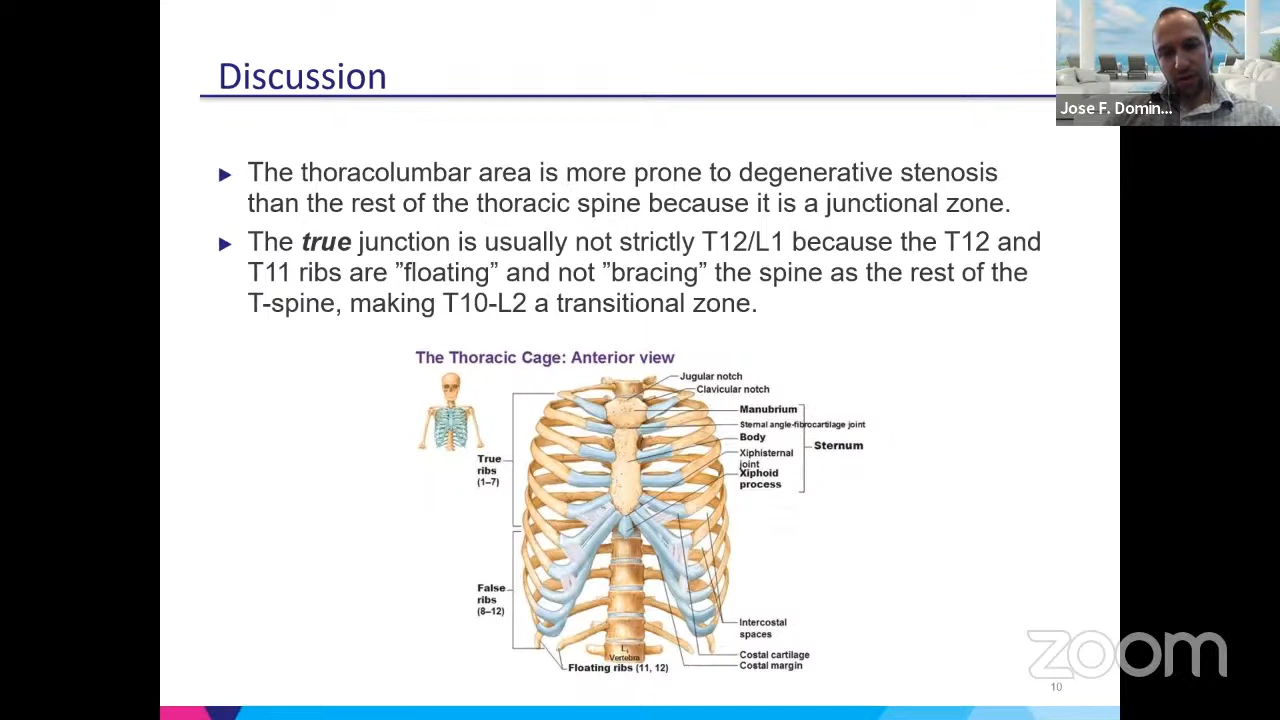 Discussion
Jose F. Domin...
The thoracolumbar area is more prone to degenerative stenosis
than the rest of the thoracic spine because it is a junctional zone.
The true junction is usually not strictly T12/L1 because the T12 and
T11 ribs are ”floating” and not ”bracing” the spine as the rest of the
T-spine, making T10-L2 a transitional zone.
The Thoracic Cage: Anterior view
Jugular notch
Clavicular notch
Manubrium
Sternal angle-fibrocartilage joint
Body
Sternum
Xiphisternal
joint
Xiphoid
process
True
ribs
(1–7)
False
ribs
(8–12)
Intercostal
spaces
Vertebra
L1
Costal cartilage
Floating ribs (11, 12)
Costal margin
zoom
10